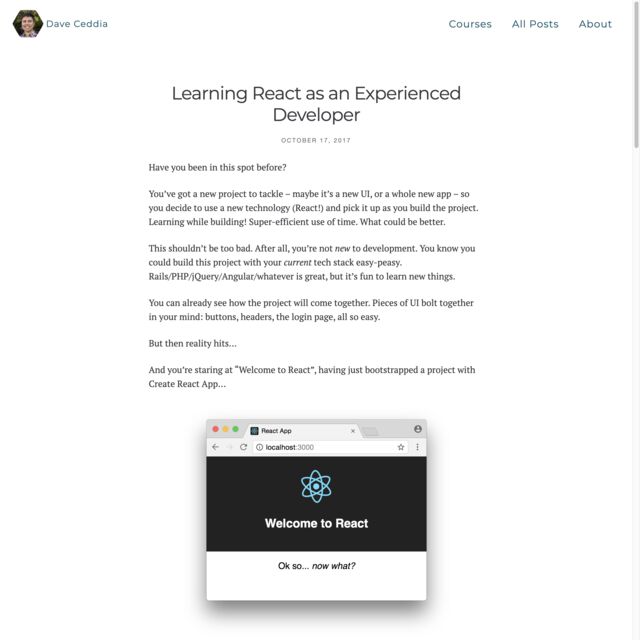 Dave Ceddia
Courses
All Posts
About
Learning React as an Experienced
Developer
OCTOBER 17, 2017
Have you been in this spot before?
You’ve got a new project to tackle – maybe it’s a new UI, or a whole new app – so
you decide to use a new technology (React!) and pick it up as you build the project.
Learning while building! Super-efficient use of time. What could be better.
This shouldn’t be too bad. After all, you’re not new to development. You know you
could build this project with your current tech stack easy-peasy.
Rails/PHP/jQuery/Angular/whatever is great, but it’s fun to learn new things.
You can already see how the project will come together. Pieces of UI bolt together
in your mind: buttons, headers, the login page, all so easy.
But then reality hits…
And you’re staring at “Welcome to React”, having just bootstrapped a project with
Create React App…
React App
localhost:3000
Welcome to React
Ok so... now what?